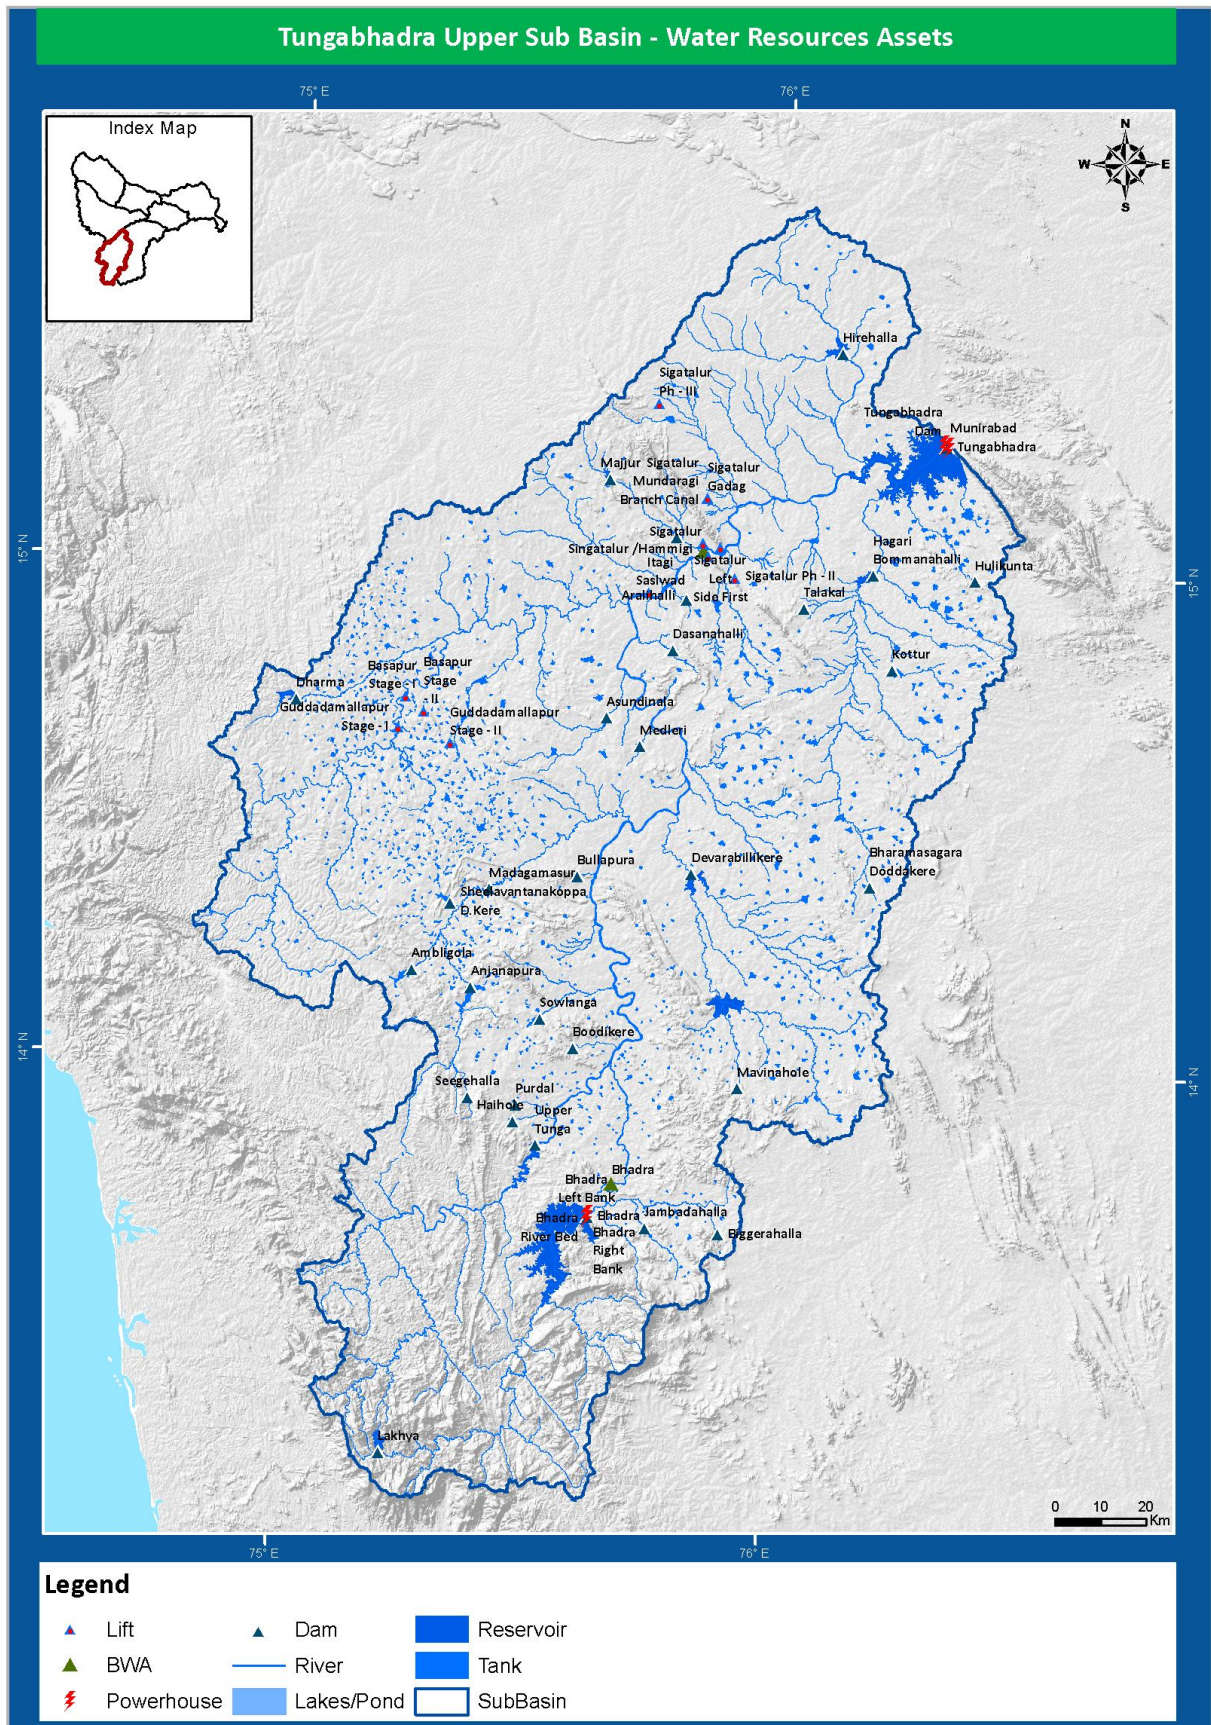 Tungabhadra Upper Sub Basin - Water Resources Assets
75° E
76° E
Index Map
N
W
E
S
Hirehalla
Sigatalur
Ph - III
Tungabhadra
Dam
Munirabad
Tungabhadra
Majjur
Sigatalur
Mundaragi
Branch Canal
Sigatalur
Gadag
15° N
Sigatalur
Singatalur /Hammigi
Itagi
Sigatalur
Left
Side First
Saslwad
Aralihalli
Sigatalur Ph - II
Talakal
Hagari
Bommanahalli
Hulikunta
15° N
Dasanahalli
Kottur
Basapur
Stage - I
Basapur
Stage
- II
Dharma
Guddadamallapur
Stage - I
Guddadamallapur
Stage - II
Asundinala
Medleri
Bullapura
Devarabillikere
Bharamasagara
Doddakere
Madagamasur
Sheelavantanakoppa
D.Kere
Ambligola
Anjanapura
Sowlanga
Boodikere
14° N
Mavinahole
14° N
Seegehalla
Purdal
Haihole
Upper
Tunga
Bhadra
Bhadra
Left Bank
Bhadra
River Bed
Bhadra
Bhadra
Right
Bank
Jambadahalla
Biggerahalla
Lakhya
0 10 20
Km
75° E
76° E
Legend
Lift
Dam
Reservoir
BWA
River
Tank
Powerhouse
Lakes/Pond
SubBasin